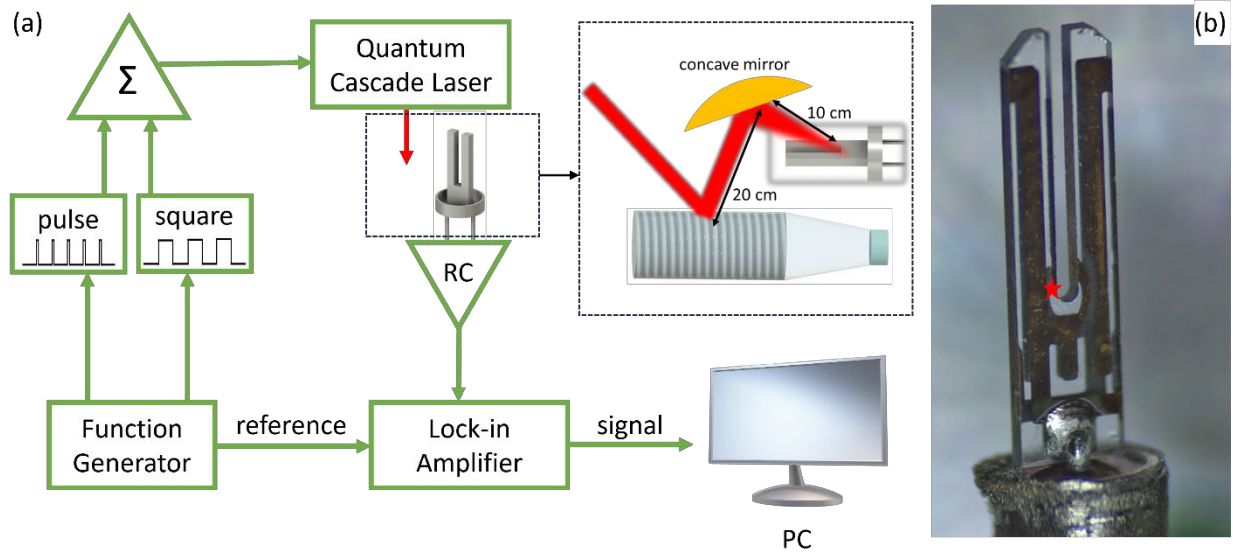 (a)
Σ
Quantum
Cascade Laser
concave mirror
10 cm
20 cm
pulse
square
RC
Function
Generator
reference
Lock-in
Amplifier
signal
PC
(b)